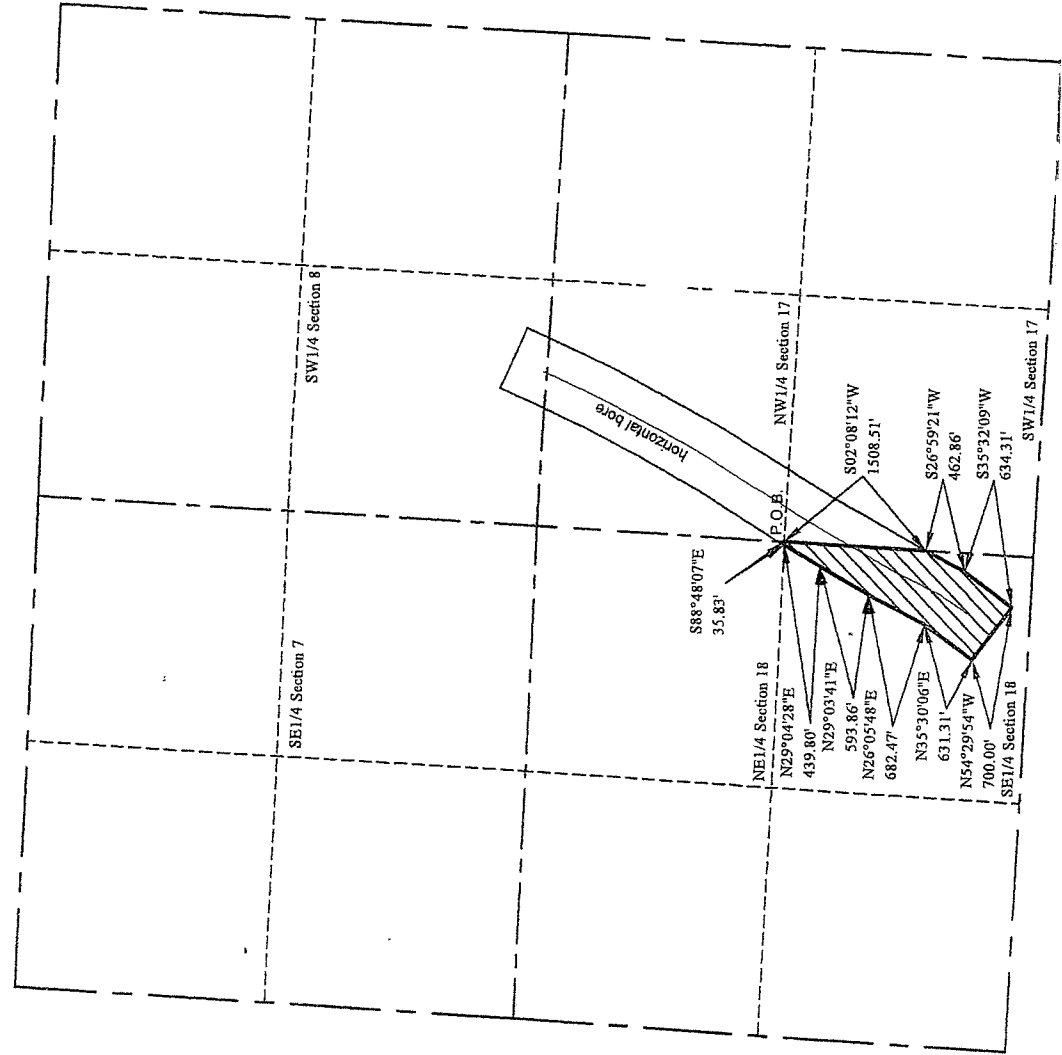 SW1/4 Section 8
SE1/4 Section 7
horizontal bore
NW1/4 Section 17
P.O.B.
S88°48'07"E
35.83'
NE1/4 Section 18
N29°04'28"E
439.80'
N29°03'41"E
593.86'
N26°05'48"E
682.47'
N35°30'06"E
631.31'
N54°29'54"W
700.00'
SE1/4 Section 18
S02°08'12"W
1508.51'
S26°59'21"W
462.86'
S35°32'09"W
634.31'
SW1/4 Section 17